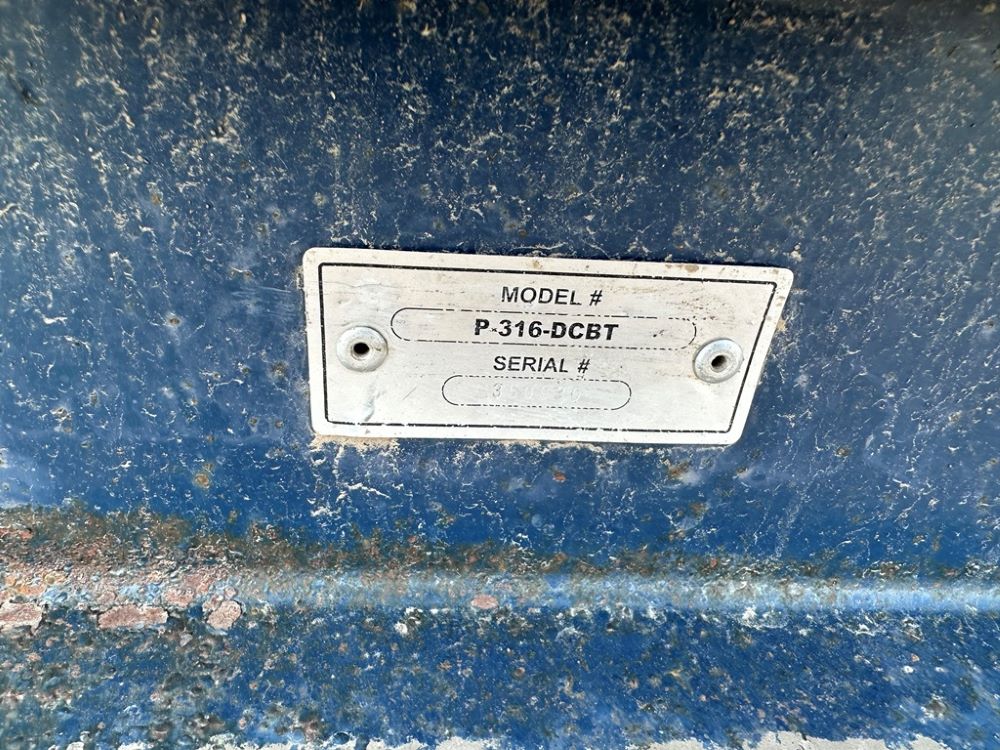 MODEL #
P-316-DCBT
SERIAL #